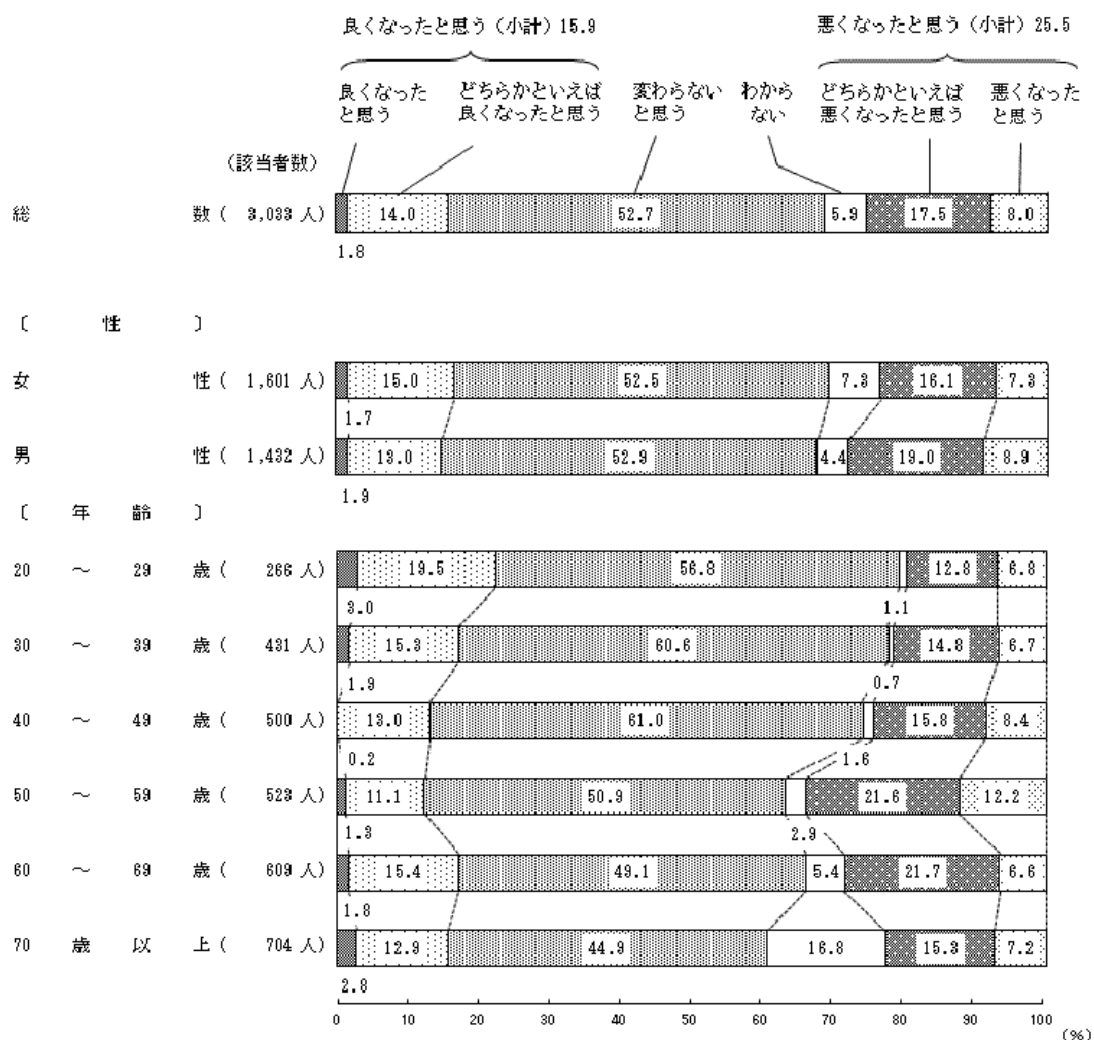 良くなったと思う（小計）15.9 悪くなったと思う（小計）25.5
良くなった どちらかといえば 変わらない わから どちらかといえば 悪くなった
と思う 良くなったと思う と思う ない 悪くなったと思う と思う
（該当者数）
総 数（ 3,033 人） 14.0 52.7 5.9 17.5 8.0
1.8
〔 性 〕
女 性（ 1,601 人） 15.0 52.5 7.3 16.1 7.3
1.7
男 性（ 1,432 人） 13.0 52.9 4.4 19.0 8.9
1.9
〔 年 齢 〕
20 ～ 29 歳（ 266 人） 19.5 56.8 12.8 6.8
3.0 1.1
30 ～ 39 歳（ 431 人） 15.3 60.6 14.8 6.7
1.9 0.7
40 ～ 49 歳（ 500 人） 13.0 61.0 15.8 8.4
0.2 1.6
50 ～ 59 歳（ 523 人） 11.1 50.9 21.6 12.2
1.3 2.9
60 ～ 69 歳（ 609 人） 15.4 49.1 5.4 21.7 6.6
1.8
70 歳 以 上（ 704 人） 12.9 44.9 16.8 15.3 7.2
2.8
0 10 20 30 40 50 60 70 80 90 100
(%)